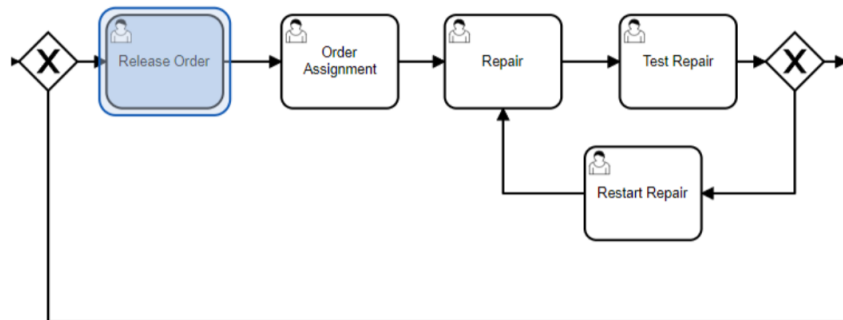 Release Order
Order
Assignment
Repair
Test Repair
Restart Repair